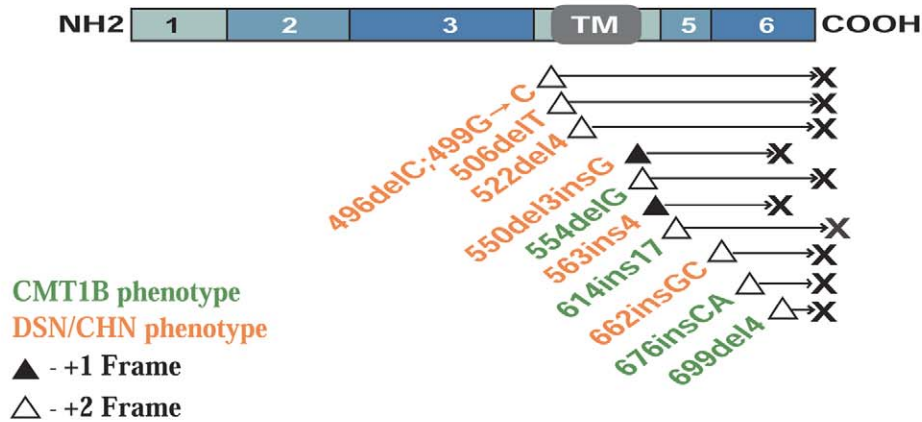 NH2 1 2 3 TM 5 6 COOH
X
X
X
X
X
X
X
X
X
X
496delC;499G→C
506delT
522del4
550del3insG
554delG
563ins4
614ins17
662insGC
676insCA
699del4
CMT1B phenotype
DSN/CHN phenotype
▲ - +1 Frame
△ - +2 Frame